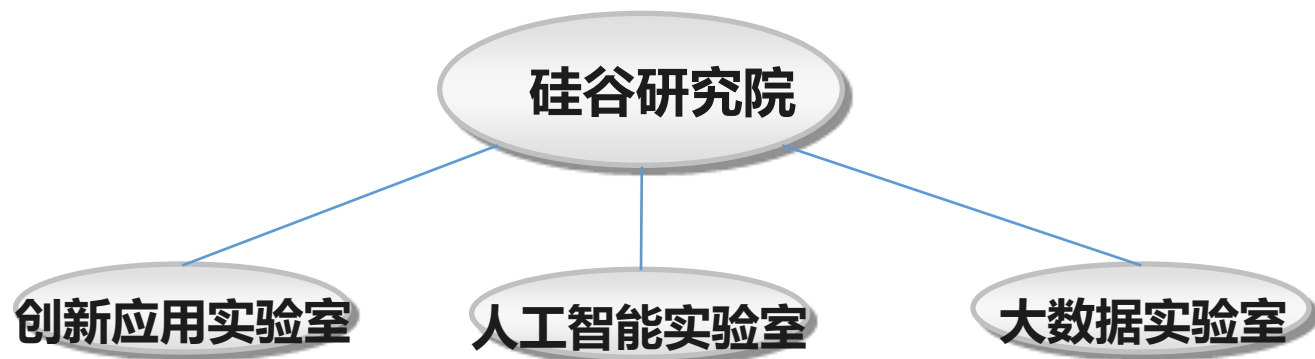 硅谷研究院
创新应用实验室
人工智能实验室
大数据实验室